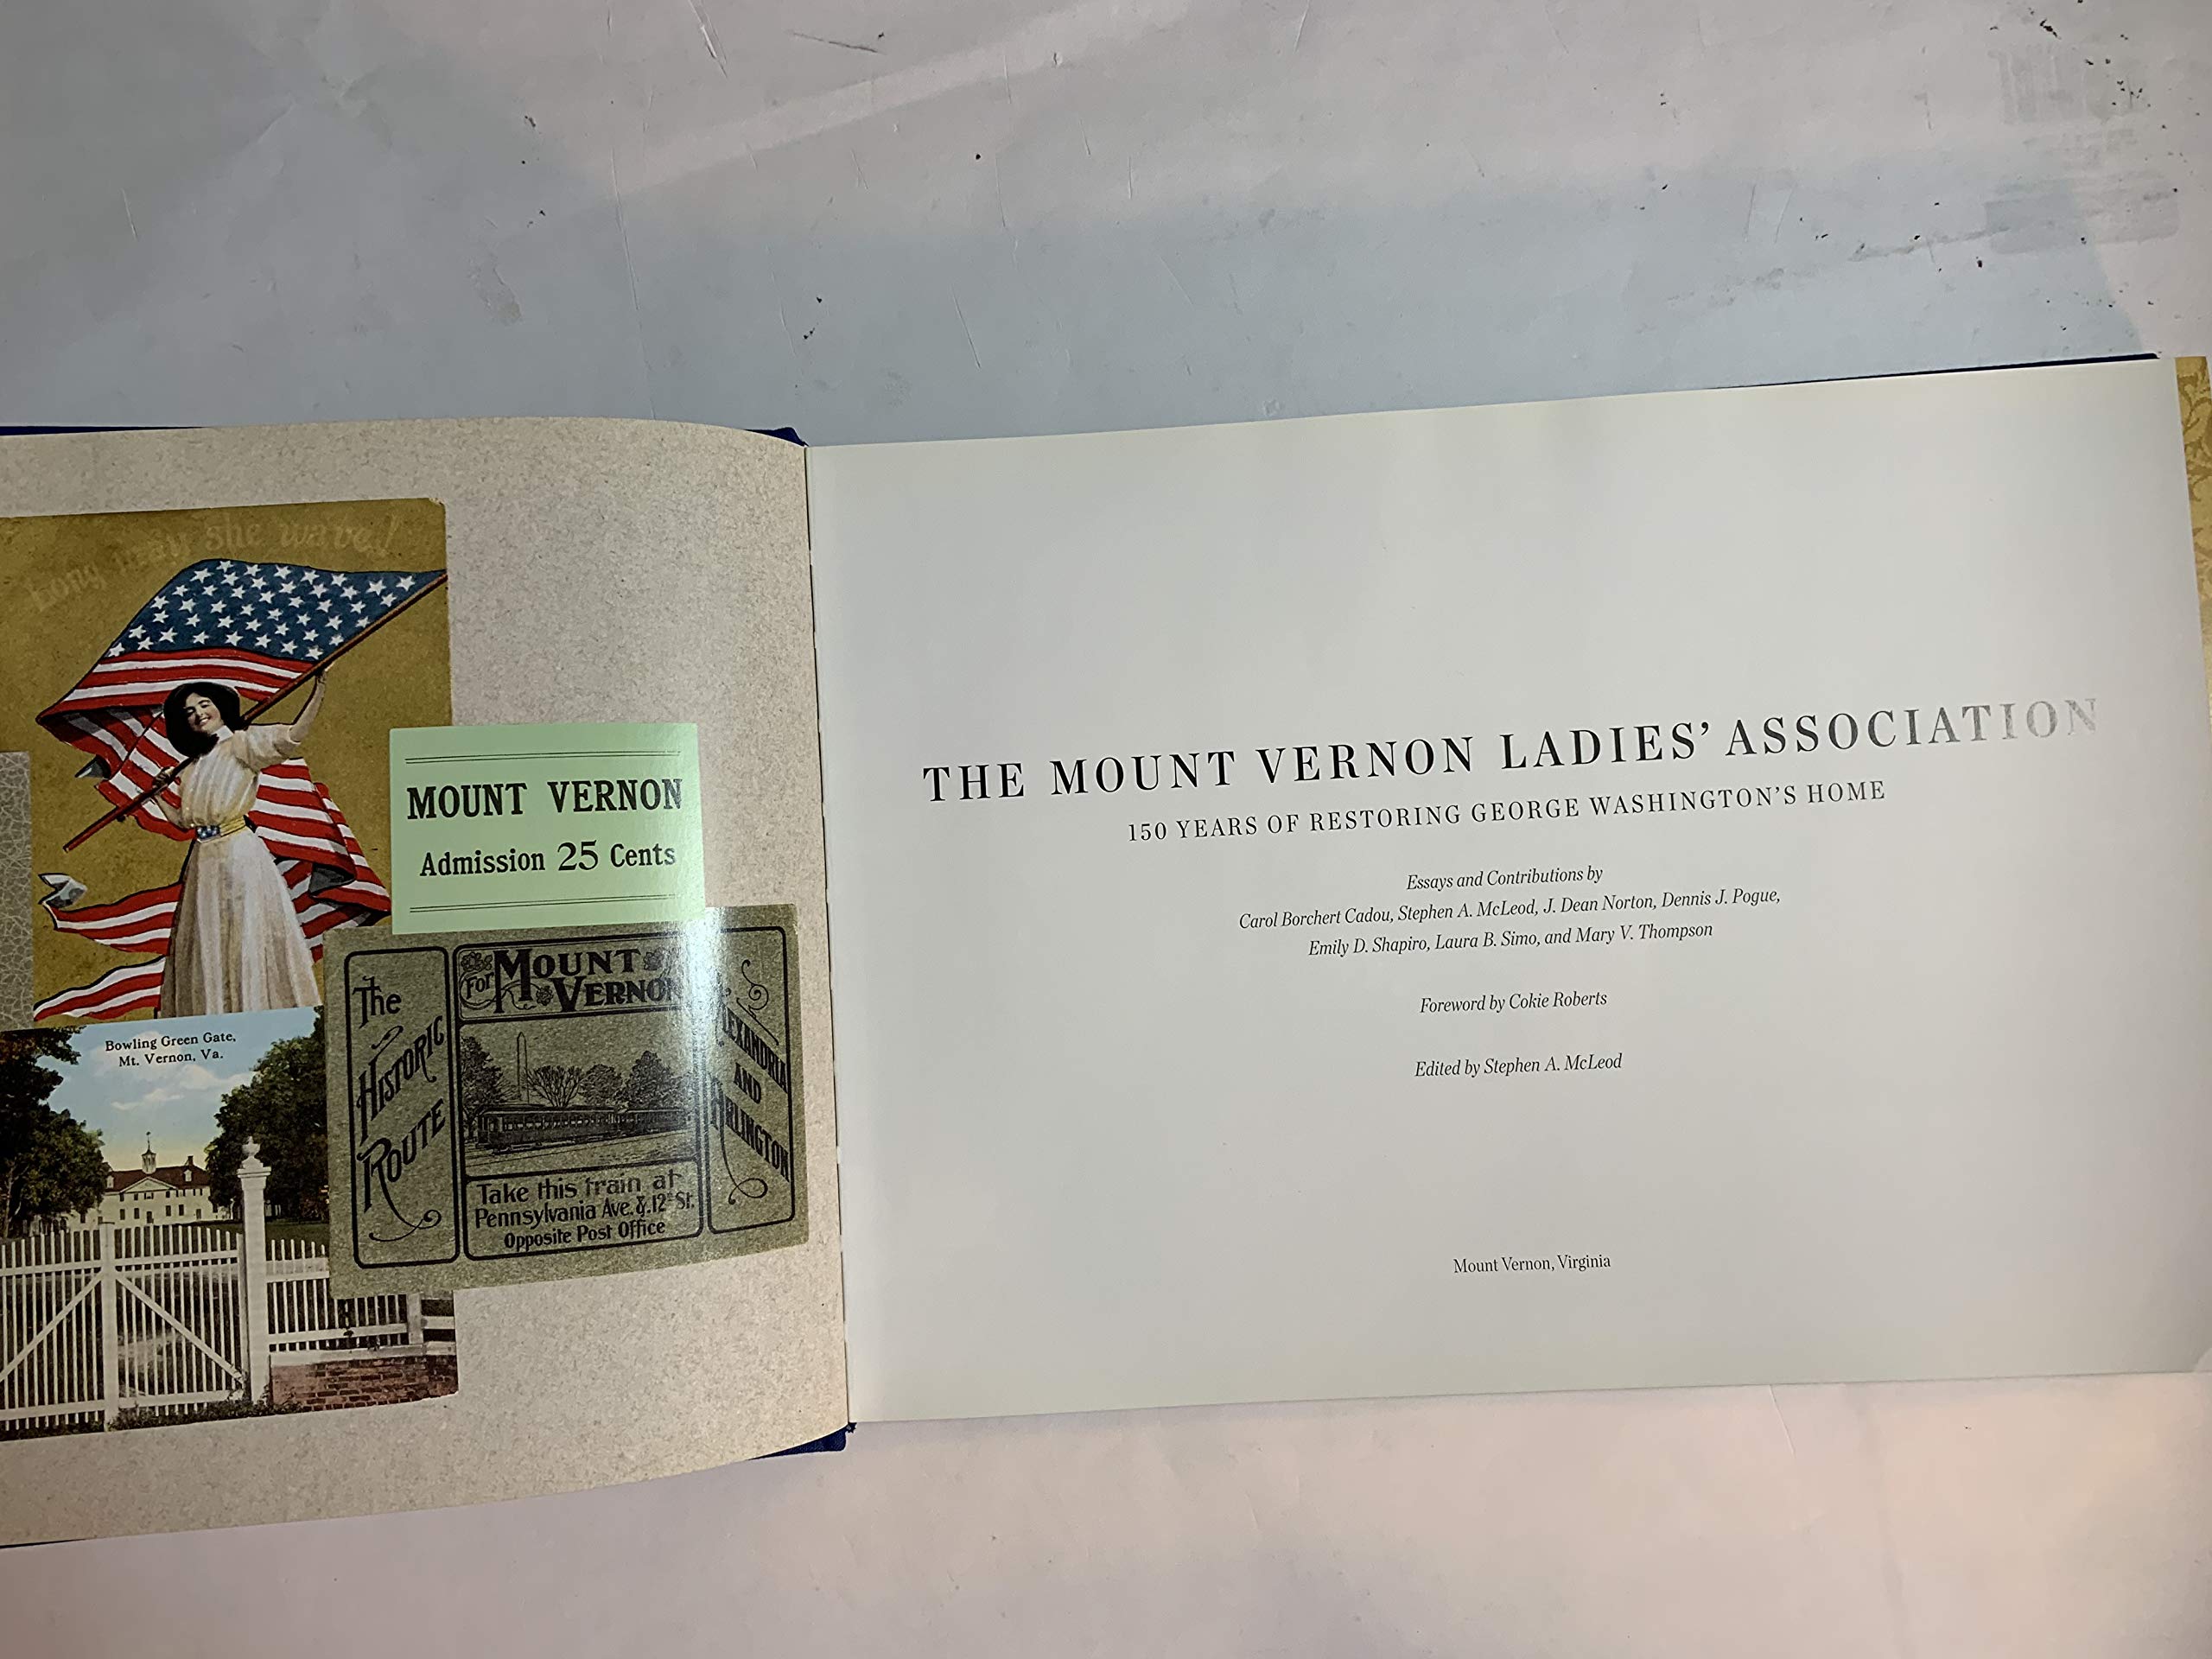 Long may she wave!
MOUNT VERNON
Admission 25 Cents
The
HISTORIC
ROUTE
For MOUNT
VERNON
Take this train at
Pennsylvania Ave. & 12th St.
Opposite Post Office
AND
ARLINGTON
Bowling Green Gate,
Mt. Vernon, Va.
THE MOUNT VERNON LADIES' ASSOCIATION
150 YEARS OF RESTORING GEORGE WASHINGTON'S HOME
Essays and Contributions by
Carol Borchert Cadou, Stephen A. McLeod, J. Dean Norton, Dennis J. Pogue,
Emily D. Shapiro, Laura B. Simo, and Mary V. Thompson
Foreword by Cokie Roberts
Edited by Stephen A. McLeod
Mount Vernon, Virginia